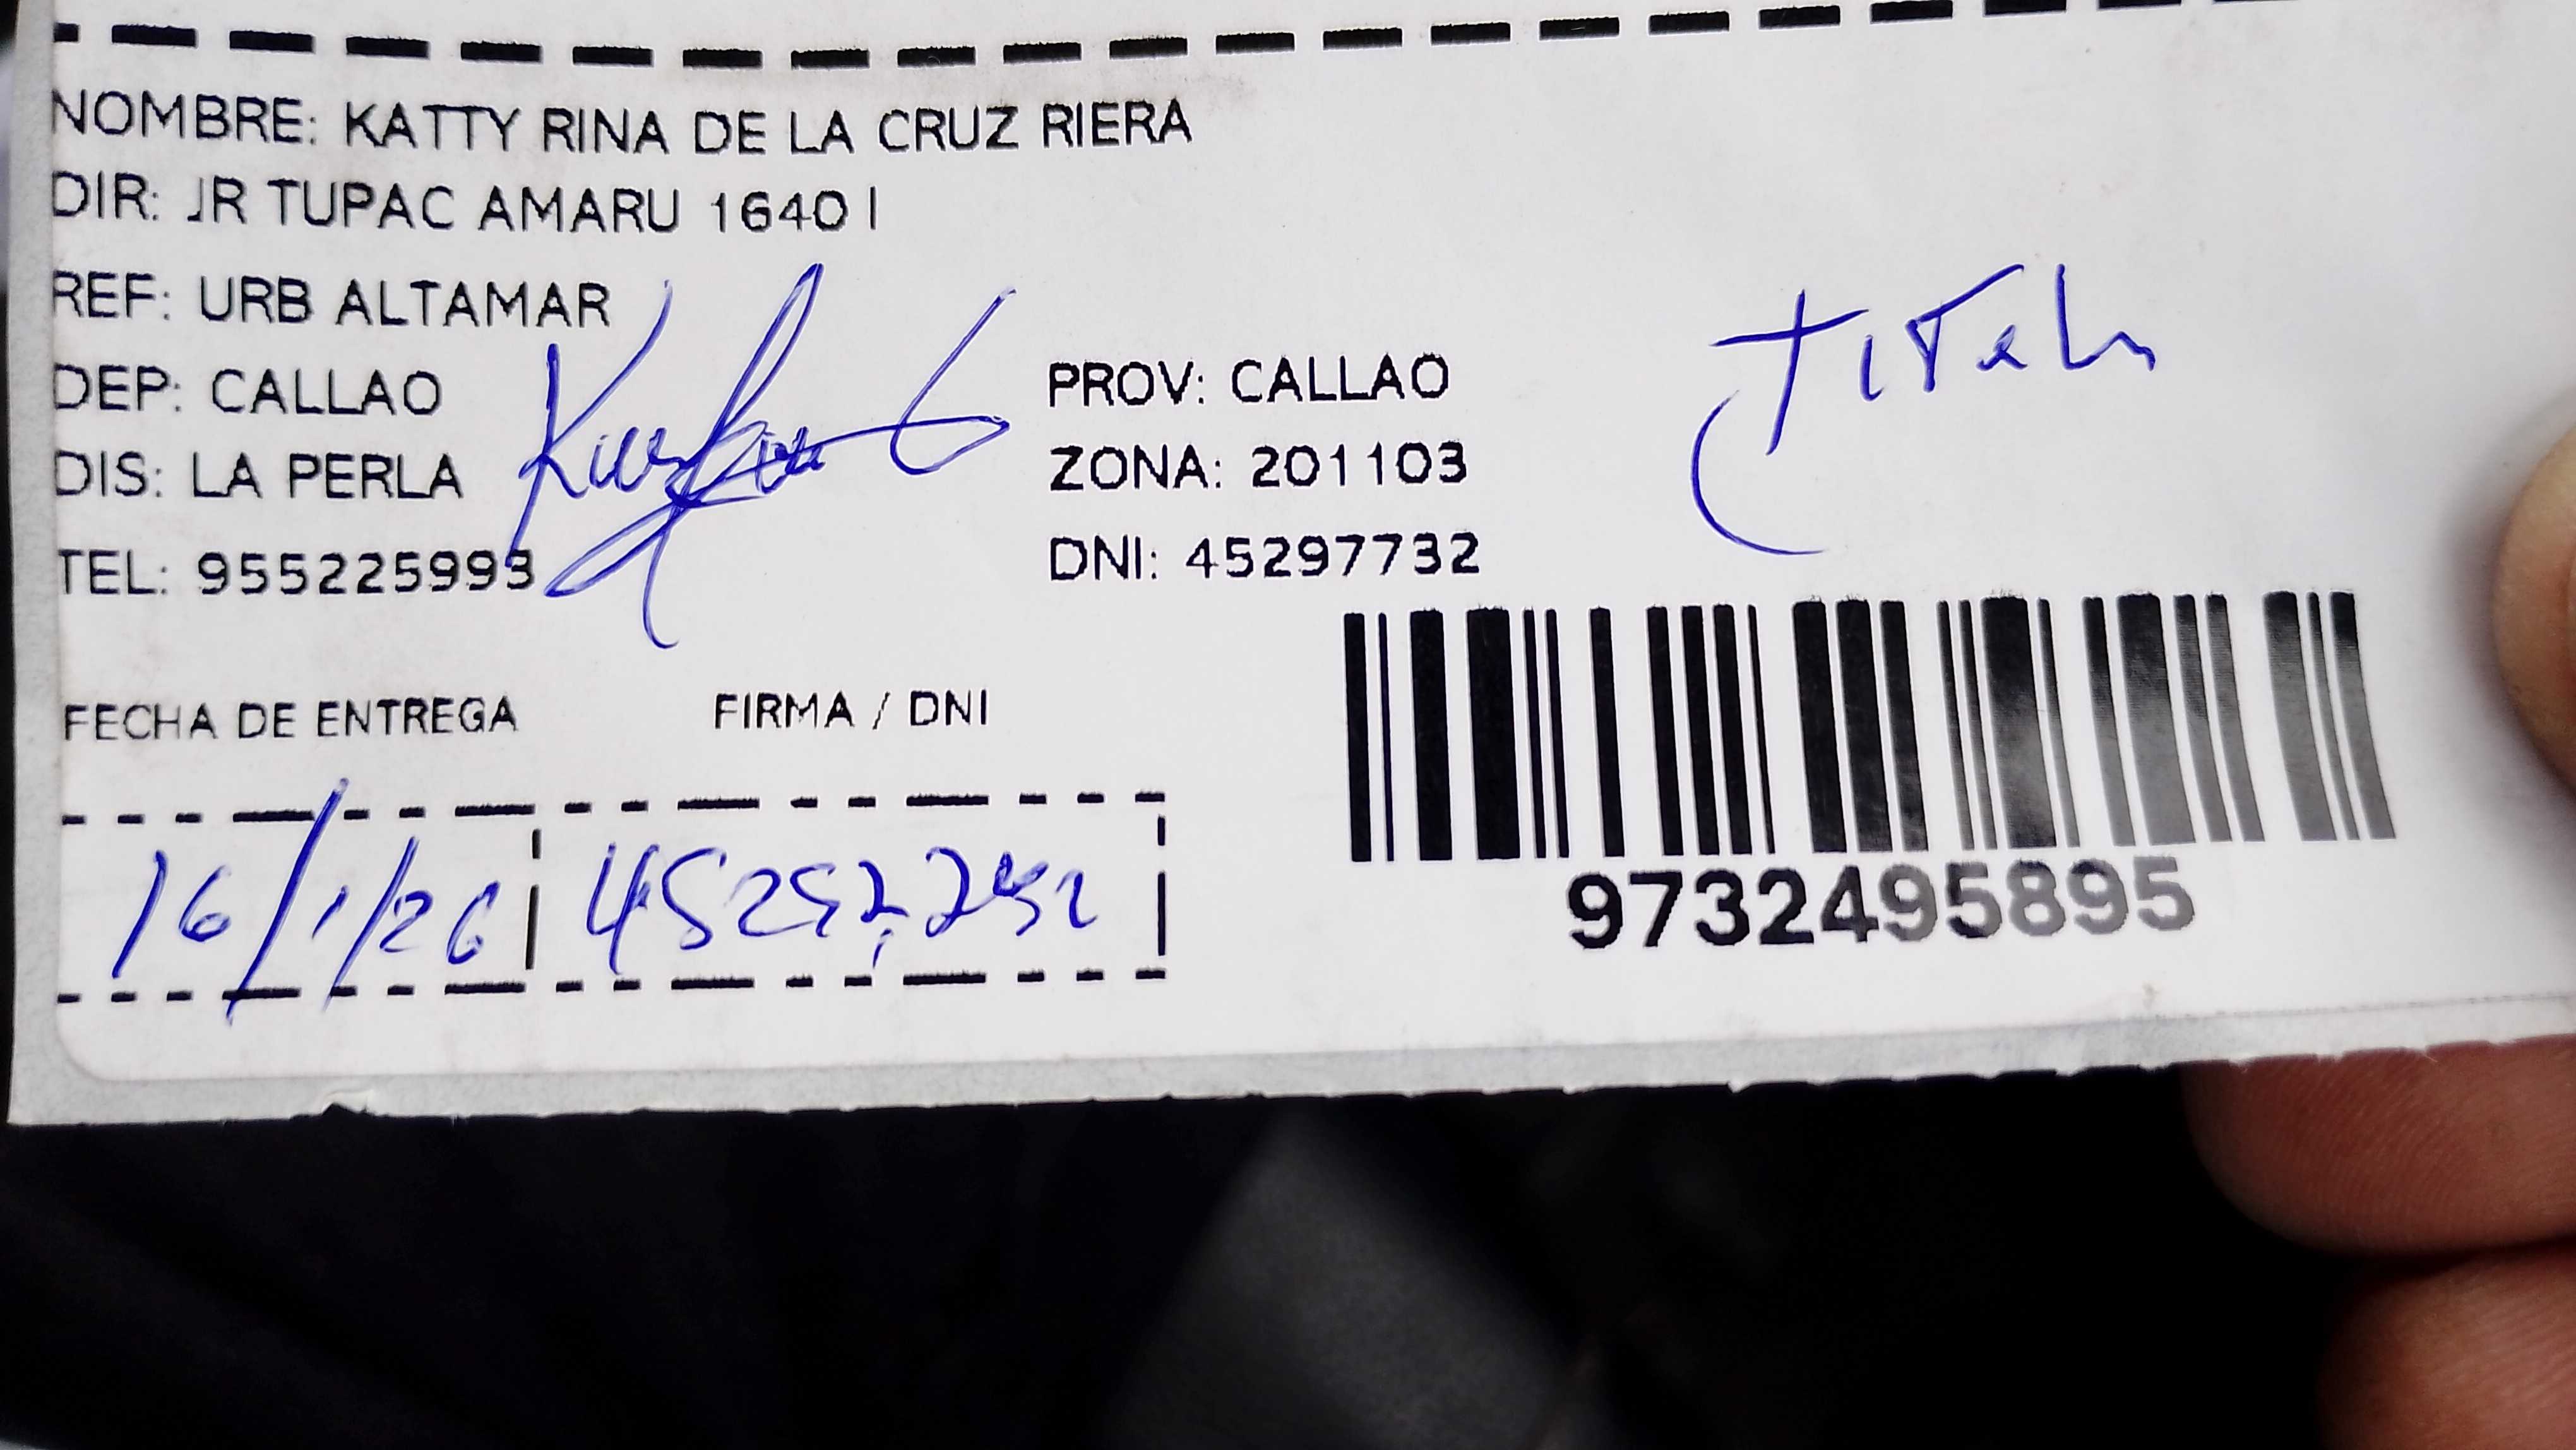 NOMBRE: KATTY RINA DE LA CRUZ RIERA
DIR: JR TUPAC AMARU 1640 I
REF: URB ALTAMAR
DEP: CALLAO PROV: CALLAO
DIS: LA PERLA ZONA: 201103
TEL: 955225993 DNI: 45297732
FECHA DE ENTREGA FIRMA / DNI
16/1/26
9732495895